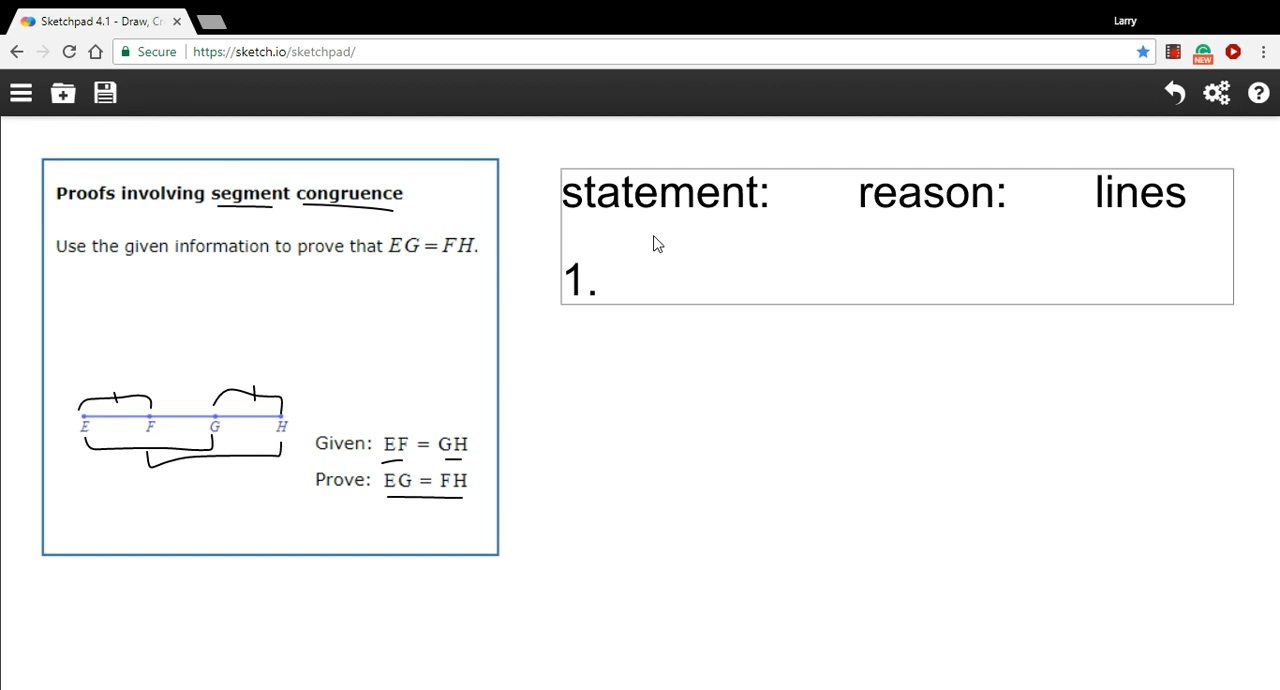 Sketchpad 4.1 - Draw, Cr
Larry
Secure https://sketch.io/sketchpad/
NEW
Proofs involving segment congruence
Use the given information to prove that EG = FH.
E F G H
Given: EF = GH
Prove: EG = FH
statement: reason: lines
1.